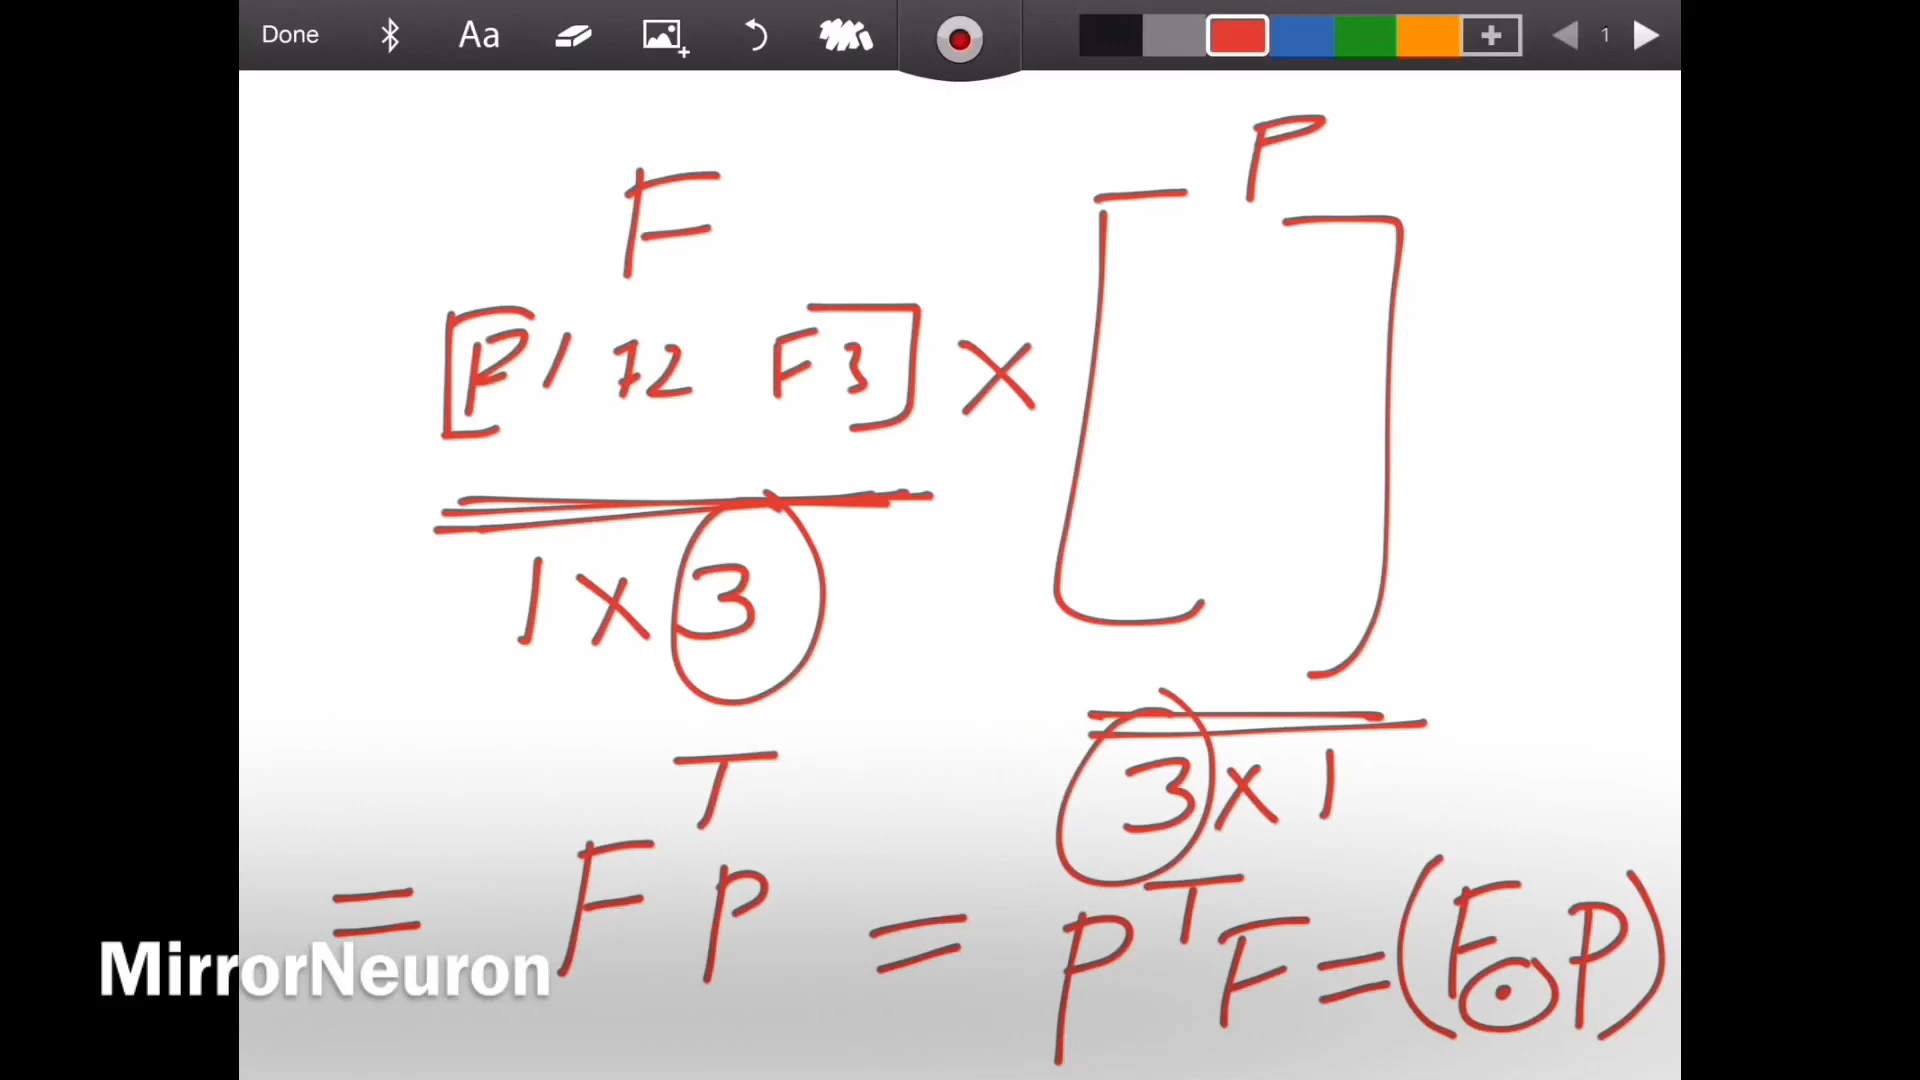 Done Aa 1
P
F
[F1 F2 F3] × [ ]
1 × 3
3 × 1
= F^T P = P^T F = (F ⊙ P)
MirrorNeuron